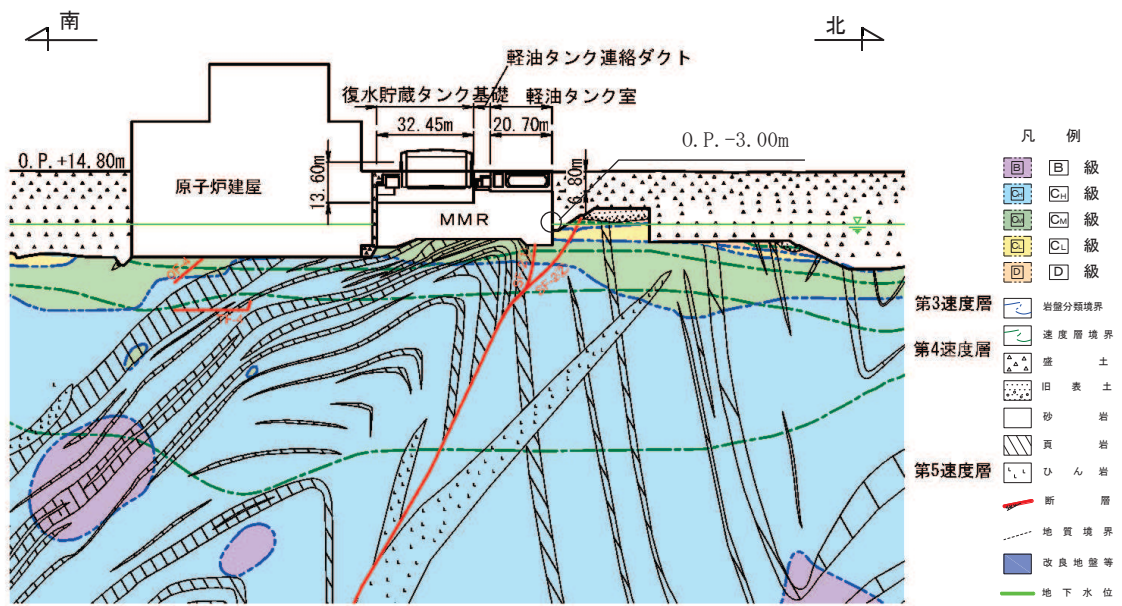 南
北
軽油タンク連絡ダクト
復水貯蔵タンク基礎
軽油タンク室
32.45m
20.70m
O.P.-3.00m
O.P.+14.80m
13.60m
原子炉建屋
MMR
第3速度層
第4速度層
第5速度層
凡 例
B B 級
CH CH 級
CM CM 級
CL CL 級
D D 級
岩盤分類境界
速度層境界
盛 土
旧 表 土
砂 岩
頁 岩
ひ ん 岩
断 層
地 質 境 界
改 良 地 盤 等
地 下 水 位